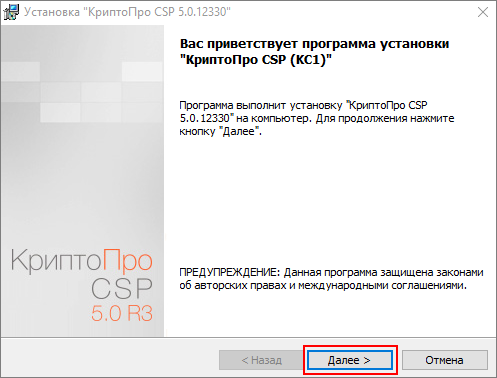 Установка "КриптоПро CSP 5.0.12330"
Вас приветствует программа установки
"КриптоПро CSP (KC1)"
Программа выполнит установку "КриптоПро CSP
5.0.12330" на компьютер. Для продолжения нажмите
кнопку "Далее".
КриптоПро
CSP
5.0 R3
ПРЕДУПРЕЖДЕНИЕ: Данная программа защищена законами
об авторских правах и международными соглашениями.
< Назад
Далее >
Отмена